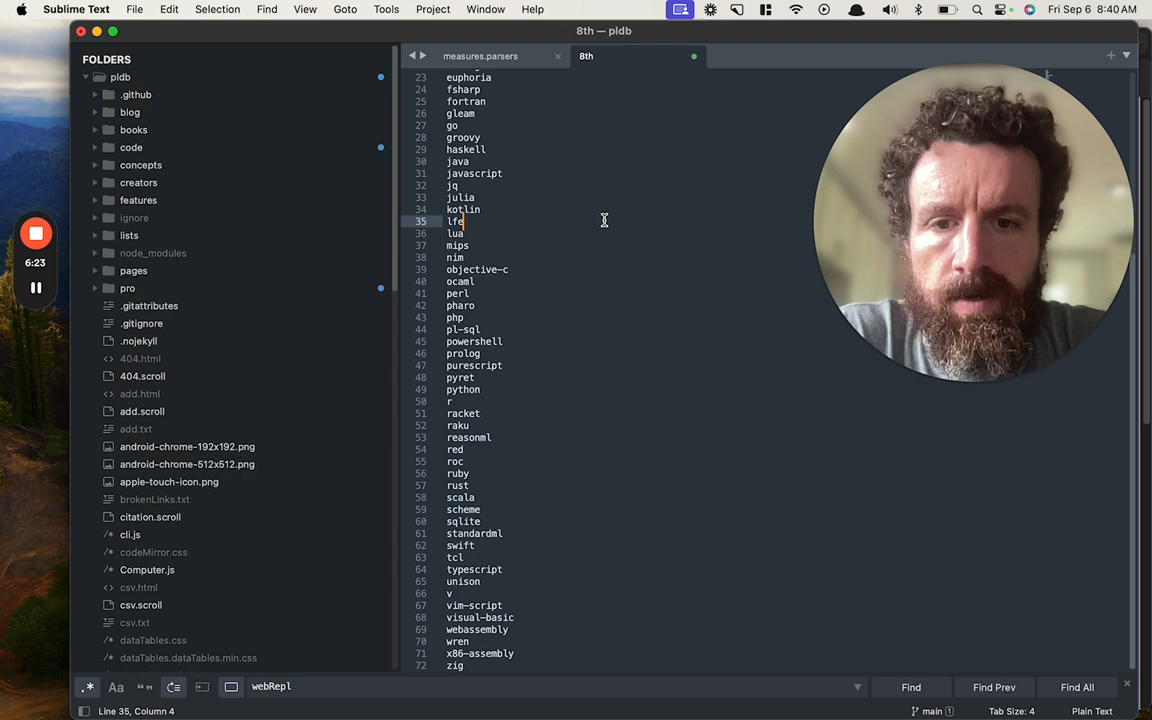 Sublime Text File Edit Selection Find View Goto Tools Project Window Help Fri Sep 6 8:40 AM
8th — pldb
FOLDERS
pldb
.github
blog
books
code
concepts
creators
features
ignore
lists
node_modules
pages
pro
.gitattributes
.gitignore
.nojekyll
404.html
404.scroll
add.html
add.scroll
add.txt
android-chrome-192x192.png
android-chrome-512x512.png
apple-touch-icon.png
brokenLinks.txt
citation.scroll
cli.js
codeMirror.css
Computer.js
csv.html
csv.scroll
csv.txt
dataTables.css
dataTables.dataTables.min.css
6:23
measures.parsers 8th
23 euphoria
24 fsharp
25 fortran
26 gleam
27 go
28 groovy
29 haskell
30 java
31 javascript
32 jq
33 julia
34 kotlin
35 lfe
36 lua
37 mips
38 nim
39 objective-c
40 ocaml
41 perl
42 pharo
43 php
44 pl-sql
45 powershell
46 prolog
47 purescript
48 pyret
49 python
50 r
51 racket
52 raku
53 reasonml
54 red
55 roc
56 ruby
57 rust
58 scala
59 scheme
60 sqlite
61 standardml
62 swift
63 tcl
64 typescript
65 unison
66 v
67 vim-script
68 visual-basic
69 webassembly
70 wren
71 x86-assembly
72 zig
.* Aa “” webRepl Find Find Prev Find All
Line 35, Column 4 main 1 Tab Size: 4 Plain Text